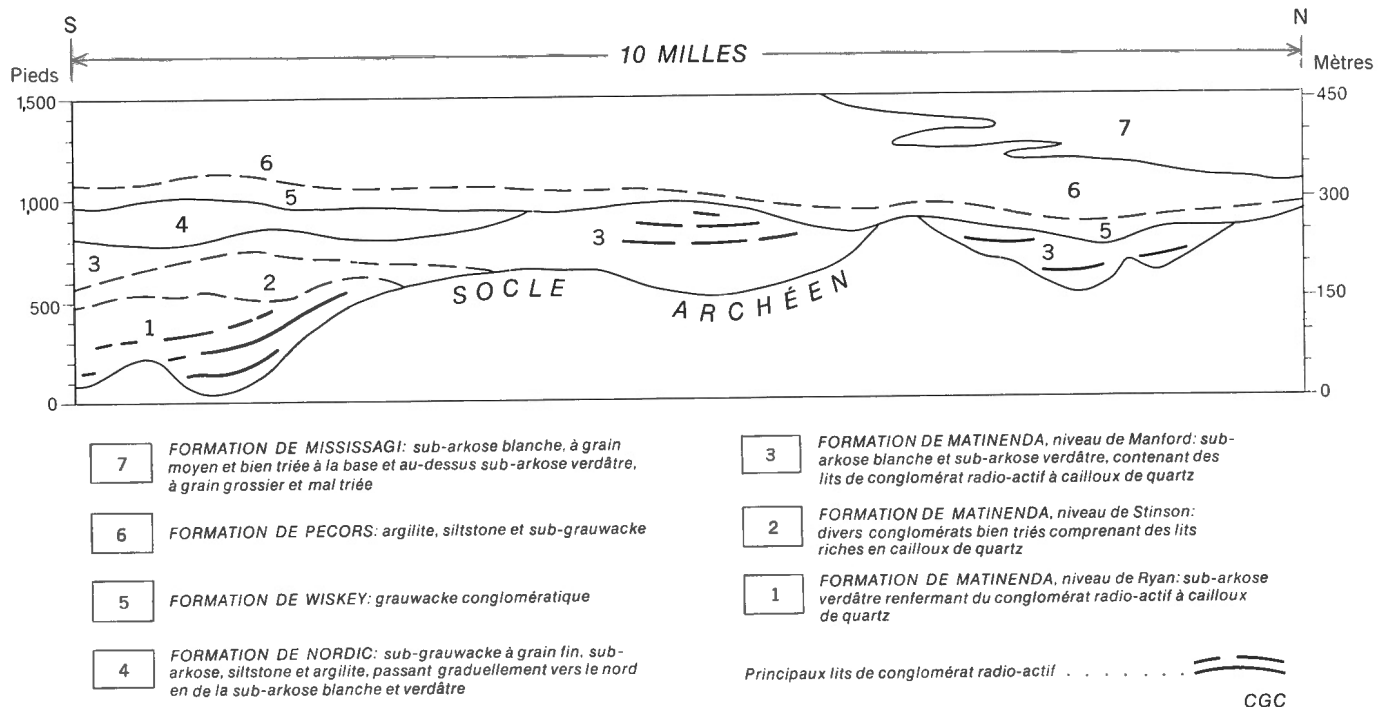 S
N
10 MILLES
Pieds
Mètres
1,500
450
7
6
6
5
1,000
300
4
5
3
3
3
2
SOCLE
ARCHÉEN
500
150
1
0
0
7
FORMATION DE MISSISSAGI: sub-arkose blanche, à grain
moyen et bien triée à la base et au-dessus sub-arkose verdâtre,
à grain grossier et mal triée
6
FORMATION DE PECORS: argilite, siltstone et sub-grauwacke
5
FORMATION DE WISKEY: grauwacke conglomératique
4
FORMATION DE NORDIC: sub-grauwacke à grain fin, sub-
arkose, siltstone et argilite, passant graduellement vers le nord
en de la sub-arkose blanche et verdâtre
3
FORMATION DE MATINENDA, niveau de Manford: sub-
arkose blanche et sub-arkose verdâtre, contenant des
lits de conglomérat radio-actif à cailloux de quartz
2
FORMATION DE MATINENDA, niveau de Stinson:
divers conglomérats bien triés comprenant des lits
riches en cailloux de quartz
1
FORMATION DE MATINENDA, niveau de Ryan: sub-arkose
verdâtre renfermant du conglomérat radio-actif à cailloux
de quartz
Principaux lits de conglomérat radio-actif . . . . . . .
CGC